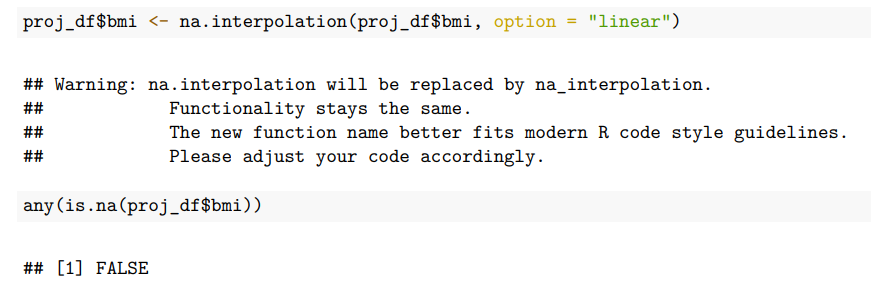 proj_df$bmi <- na.interpolation(proj_df$bmi, option = "linear")
## Warning: na.interpolation will be replaced by na_interpolation.
##           Functionality stays the same.
##           The new function name better fits modern R code style guidelines.
##           Please adjust your code accordingly.
any(is.na(proj_df$bmi))
## [1] FALSE